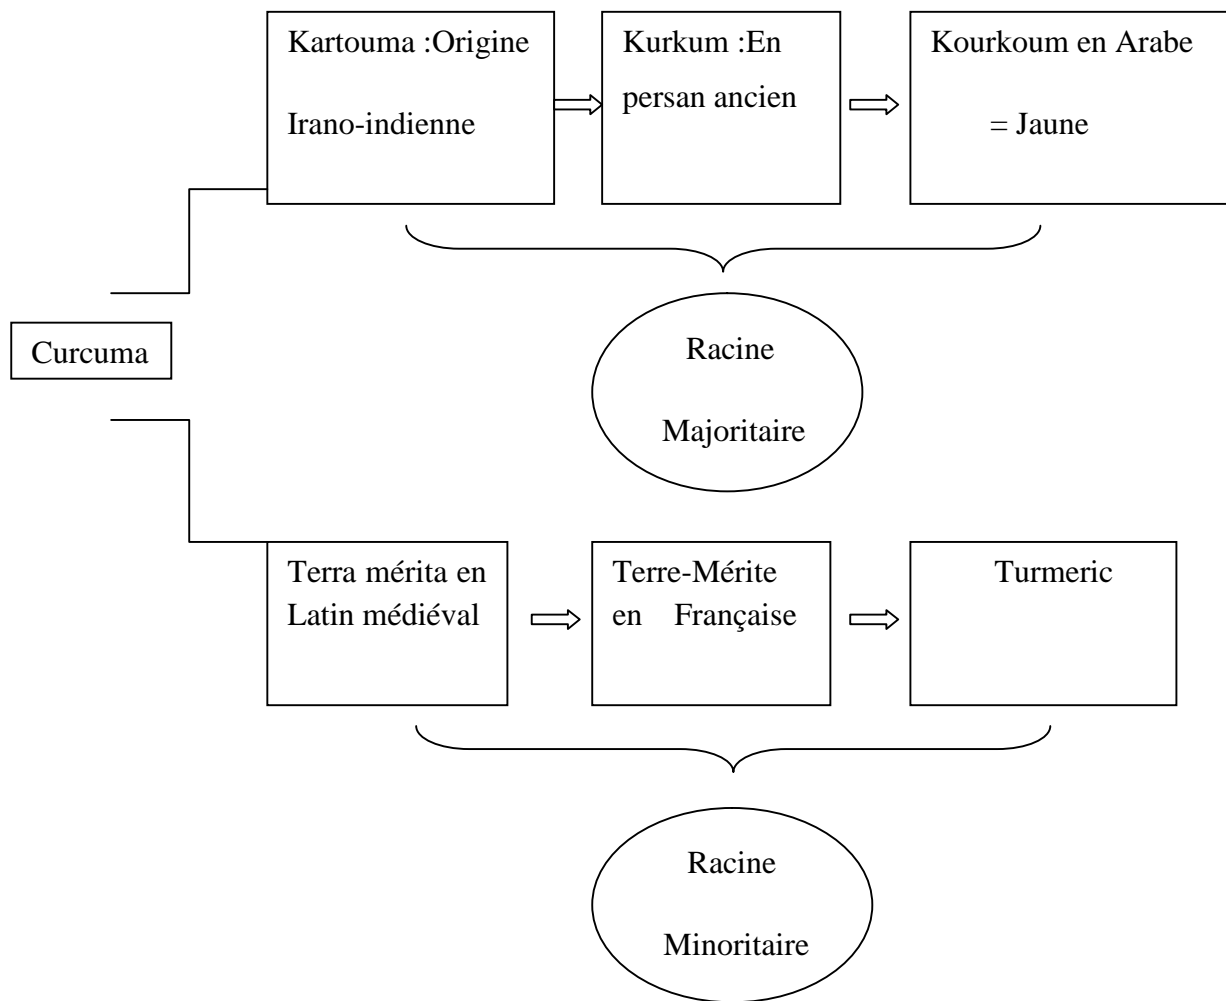 Kartouma :Origine
Irano-indienne
Kurkum :En
persan ancien
Kourkoum en Arabe
= Jaune
Racine
Majoritaire
Curcuma
Terra mérita en
Latin médiéval
Terre-Mérite
en Française
Turmeric
Racine
Minoritaire